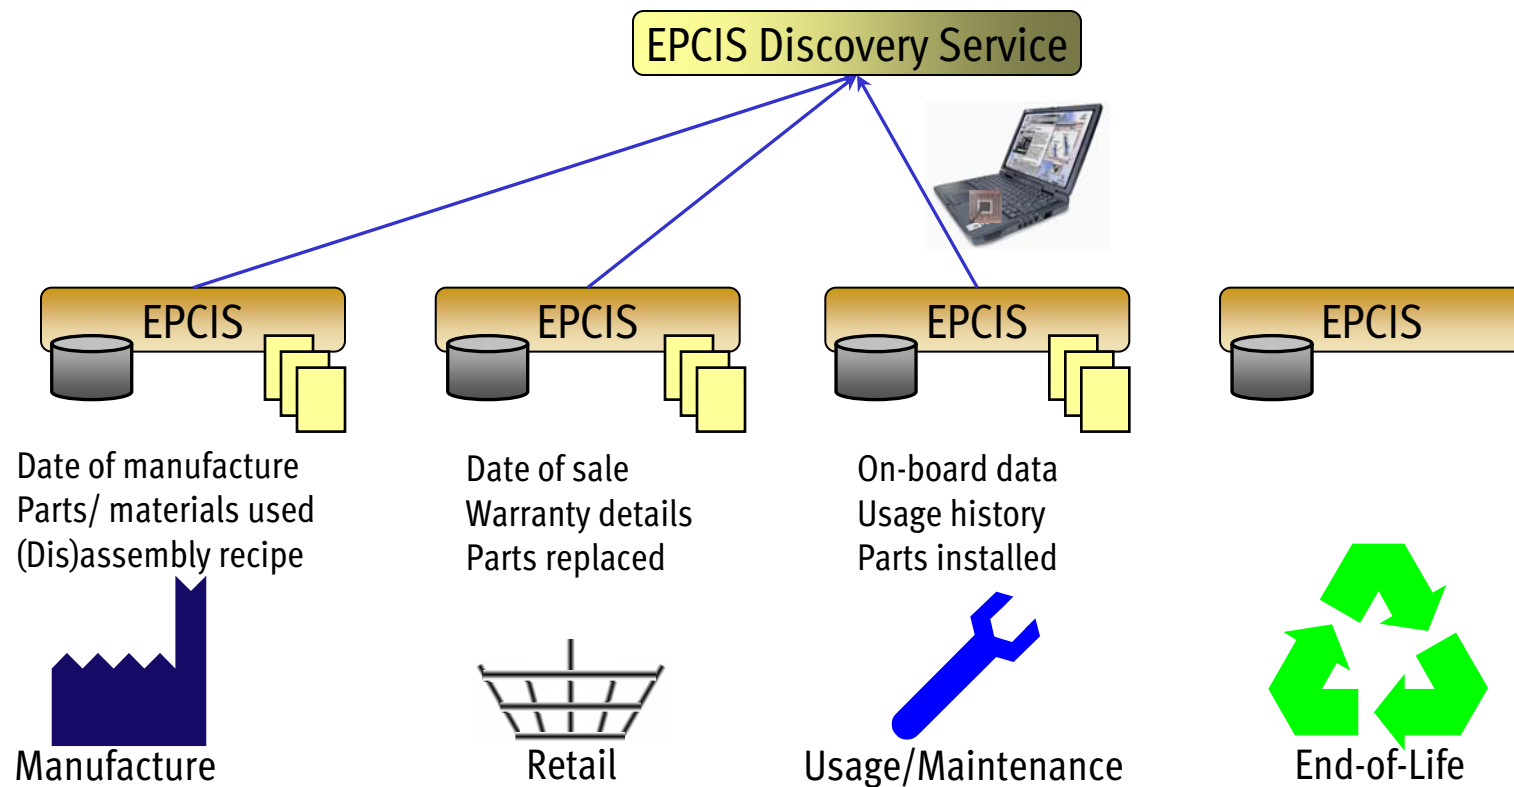 EPCIS Discovery Service
EPCIS
EPCIS
EPCIS
EPCIS
Date of manufacture
Parts/ materials used
(Dis)assembly recipe
Date of sale
Warranty details
Parts replaced
On-board data
Usage history
Parts installed
Manufacture
Retail
Usage/Maintenance
End-of-Life